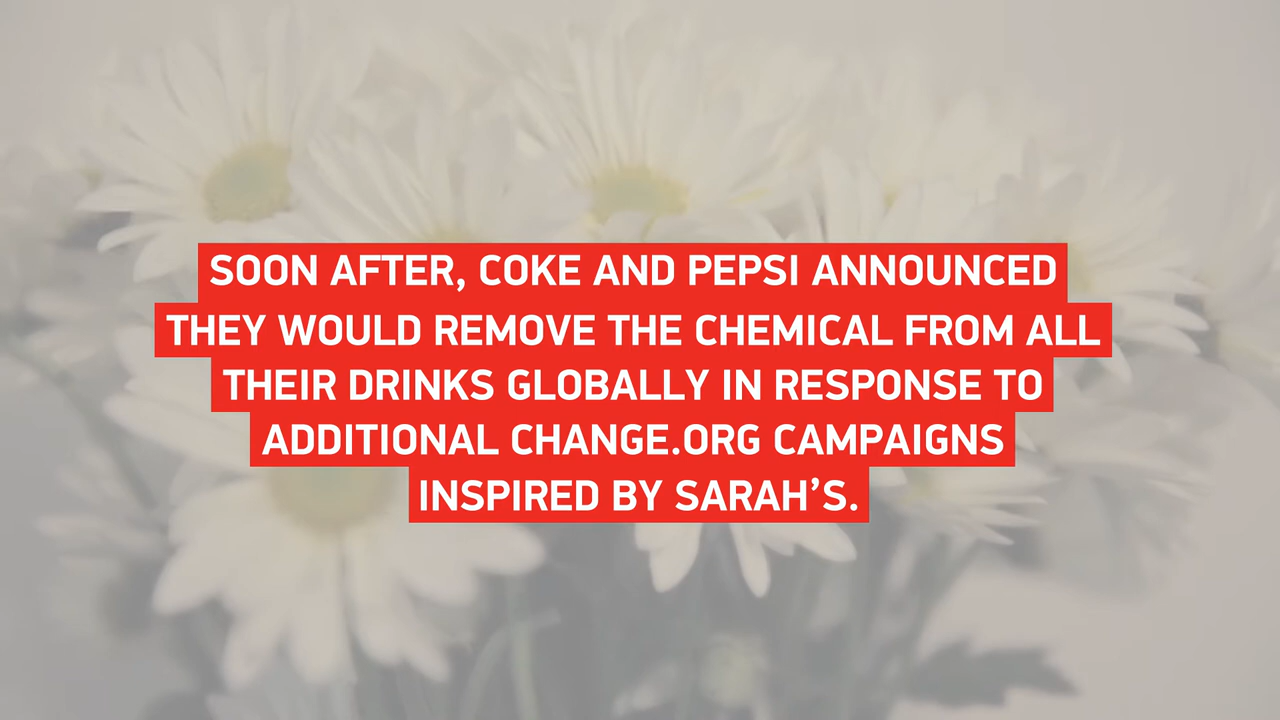 SOON AFTER, COKE AND PEPSI ANNOUNCED
THEY WOULD REMOVE THE CHEMICAL FROM ALL
THEIR DRINKS GLOBALLY IN RESPONSE TO
ADDITIONAL CHANGE.ORG CAMPAIGNS
INSPIRED BY SARAH’S.